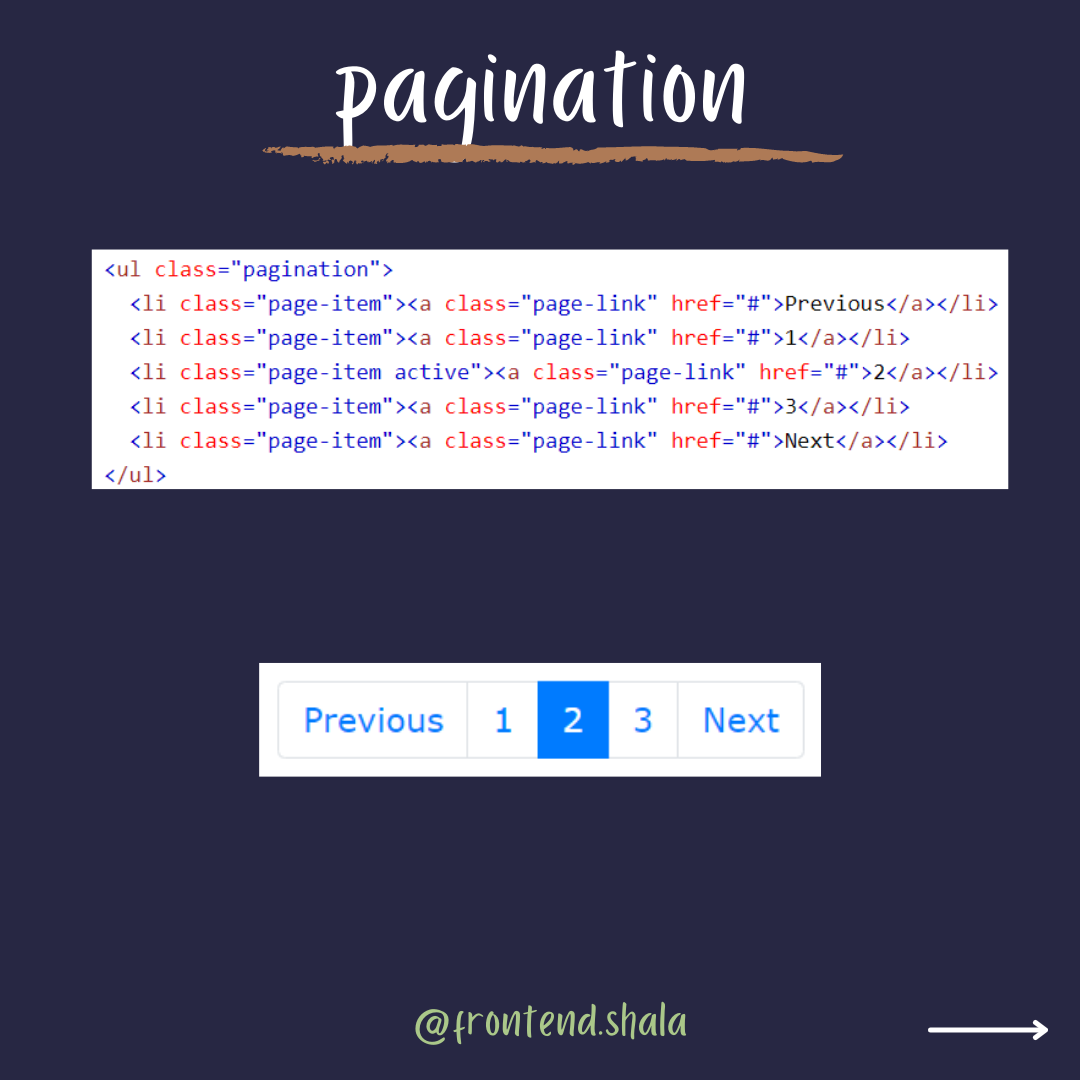 pagination
<ul class="pagination">
  <li class="page-item"><a class="page-link" href="#">Previous</a></li>
  <li class="page-item"><a class="page-link" href="#">1</a></li>
  <li class="page-item active"><a class="page-link" href="#">2</a></li>
  <li class="page-item"><a class="page-link" href="#">3</a></li>
  <li class="page-item"><a class="page-link" href="#">Next</a></li>
</ul>
Previous 1 2 3 Next
@frontend.shala